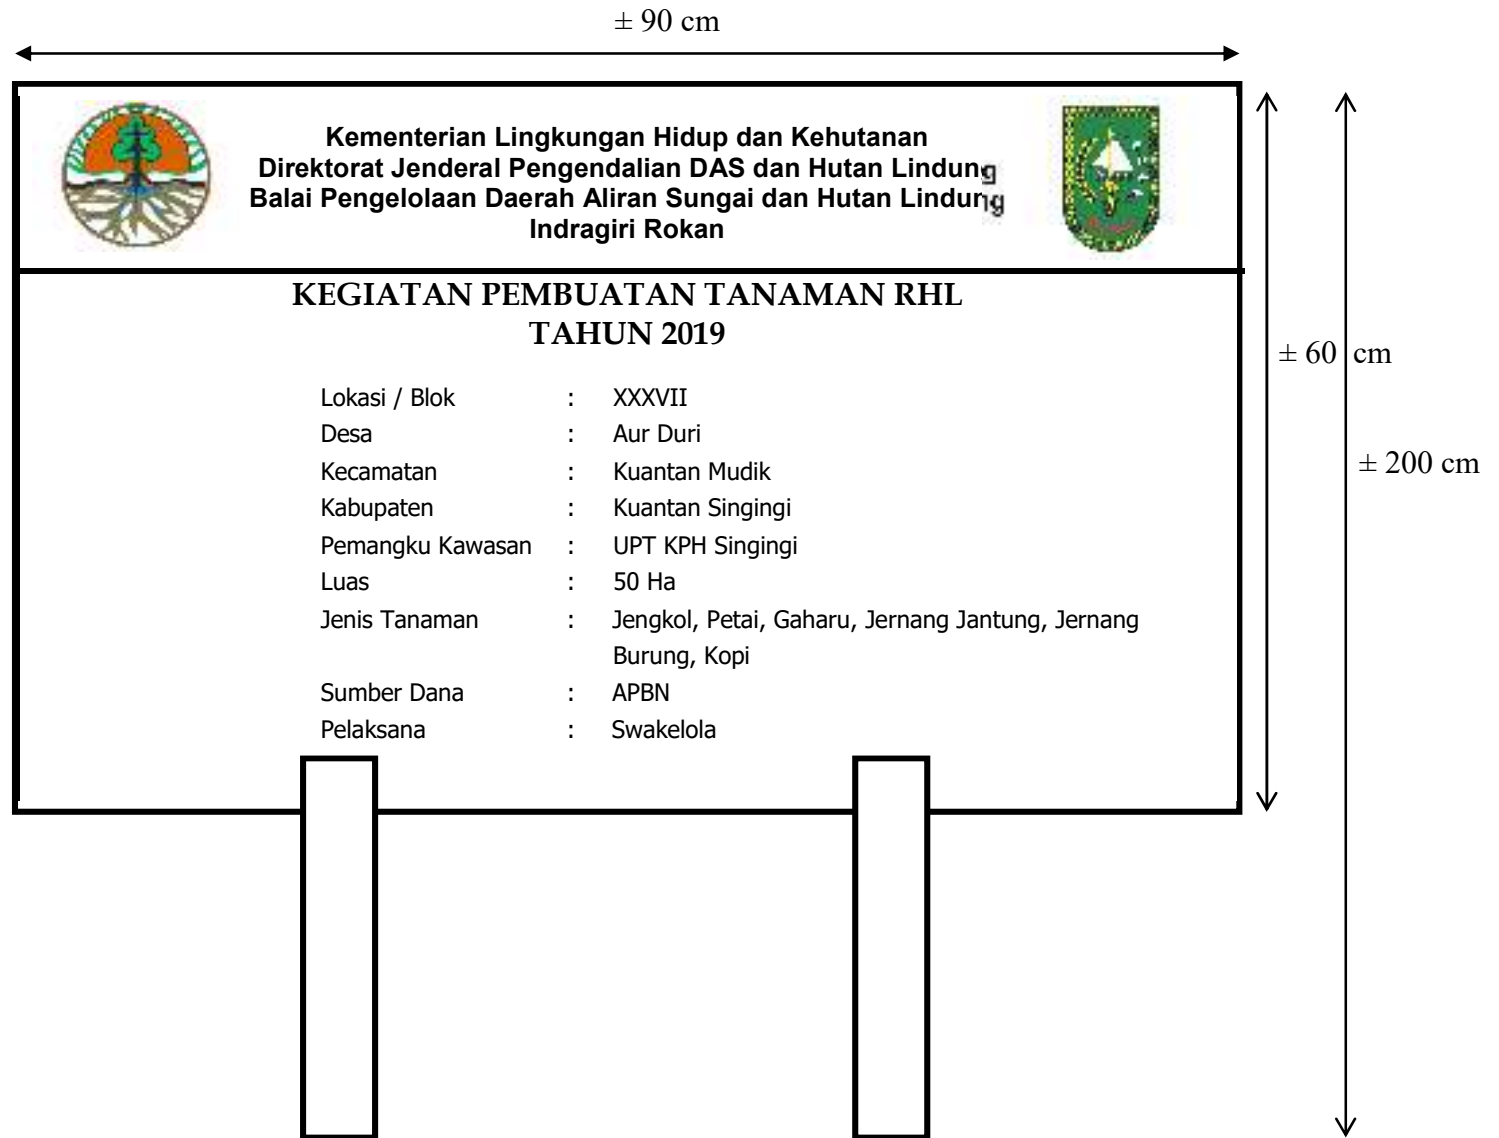 ± 90 cm
Kementerian Lingkungan Hidup dan Kehutanan
Direktorat Jenderal Pengendalian DAS dan Hutan Lindung
Balai Pengelolaan Daerah Aliran Sungai dan Hutan Lindung
Indragiri Rokan
KEGIATAN PEMBUATAN TANAMAN RHL
TAHUN 2019
± 60 cm
Lokasi / Blok : XXXVII
Desa : Aur Duri
Kecamatan : Kuantan Mudik
± 200 cm
Kabupaten : Kuantan Singingi
Pemangku Kawasan : UPT KPH Singingi
Luas : 50 Ha
Jenis Tanaman : Jengkol, Petai, Gaharu, Jernang Jantung, Jernang
Burung, Kopi
Sumber Dana : APBN
Pelaksana : Swakelola